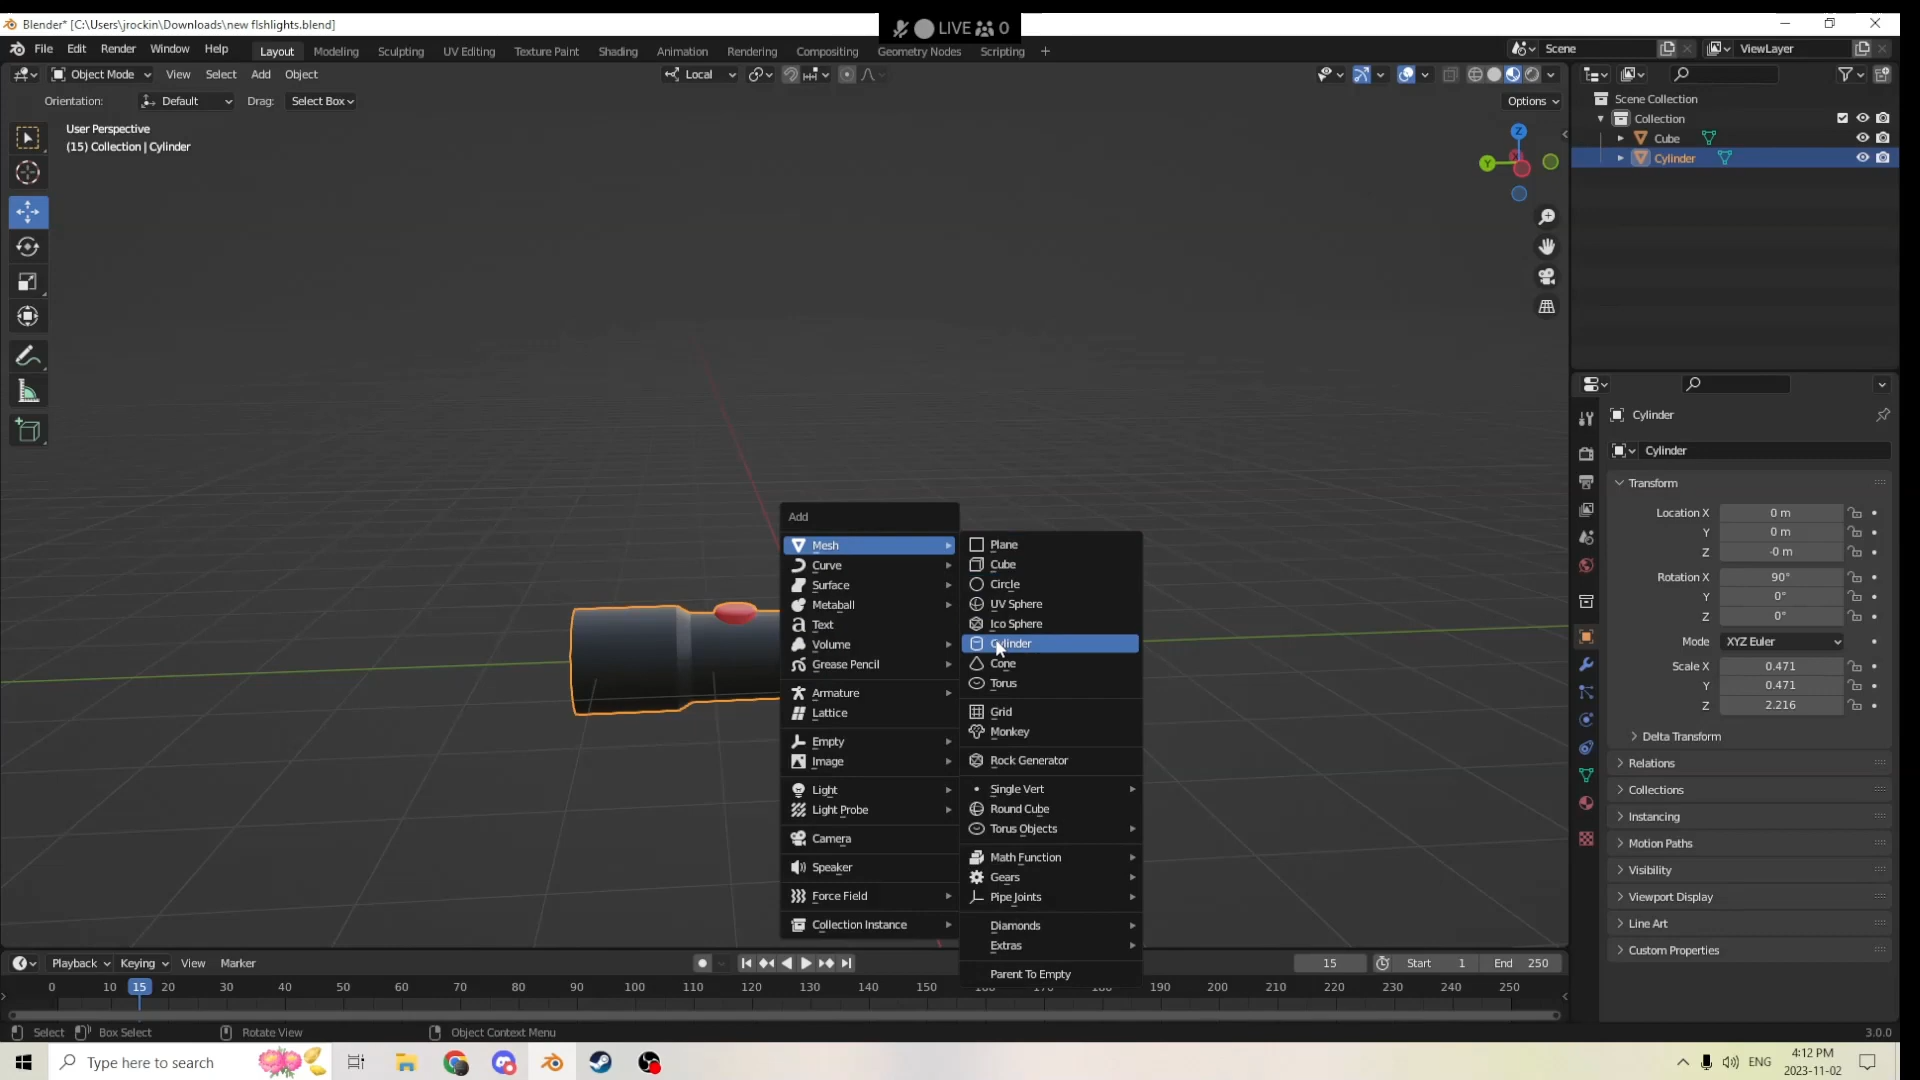 Blender* [C:\Users\jrockin\Downloads\new flshlights.blend]
LIVE 0
File Edit Render Window Help Layout Modeling Sculpting UV Editing Texture Paint Shading Animation Rendering Compositing Geometry Nodes Scripting + Scene ViewLayer
Object Mode View Select Add Object Local
Orientation: Default Drag: Select Box Options
User Perspective
(15) Collection | Cylinder
Z
Y
Scene Collection
Collection
Cube
Cylinder
Add
Mesh
Curve
Surface
Metaball
Text
Volume
Grease Pencil
Armature
Lattice
Empty
Image
Light
Light Probe
Camera
Speaker
Force Field
Collection Instance
Plane
Cube
Circle
UV Sphere
Ico Sphere
Cylinder
Cone
Torus
Grid
Monkey
Rock Generator
Single Vert
Round Cube
Torus Objects
Math Function
Gears
Pipe Joints
Diamonds
Extras
Parent To Empty
Cylinder
Cylinder
Transform
Location X 0 m
Y 0 m
Z -0 m
Rotation X 90°
Y 0°
Z 0°
Mode XYZ Euler
Scale X 0.471
Y 0.471
Z 2.216
Delta Transform
Relations
Collections
Instancing
Motion Paths
Visibility
Viewport Display
Line Art
Custom Properties
Playback Keying View Marker 15 Start 1 End 250
0 10 15 20 30 40 50 60 70 80 90 100 110 120 130 140 150 160 170 180 190 200 210 220 230 240 250
Select Box Select Rotate View Object Context Menu 3.0.0
Type here to search ENG 4:12 PM
2023-11-02